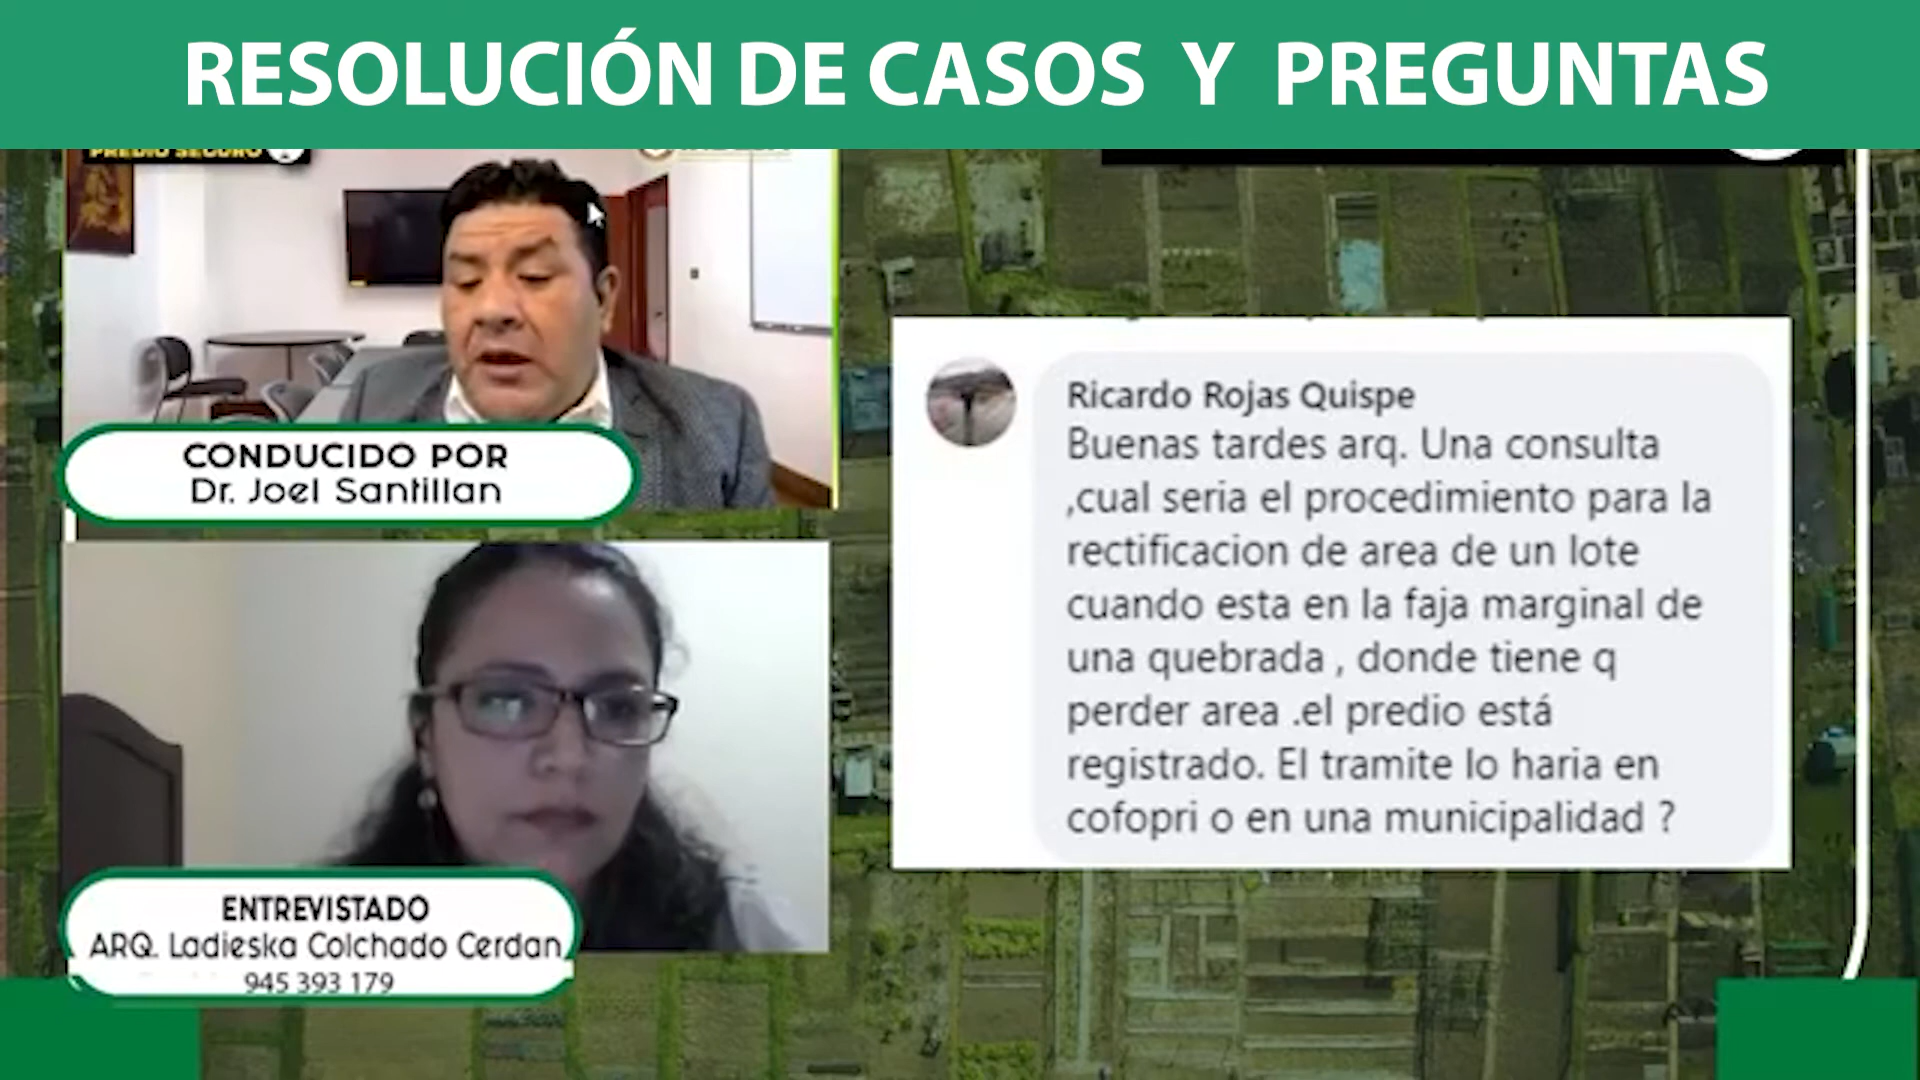 RESOLUCIÓN DE CASOS Y PREGUNTAS
PREDIO SEGURO
CONDUCIDO POR
Dr. Joel Santillan
ENTREVISTADO
ARQ. Ladieska Colchado Cerdan
945 393 179
Ricardo Rojas Quispe
Buenas tardes arq. Una consulta
,cual seria el procedimiento para la
rectificacion de area de un lote
cuando esta en la faja marginal de
una quebrada , donde tiene q
perder area .el predio está
registrado. El tramite lo haria en
cofopri o en una municipalidad ?